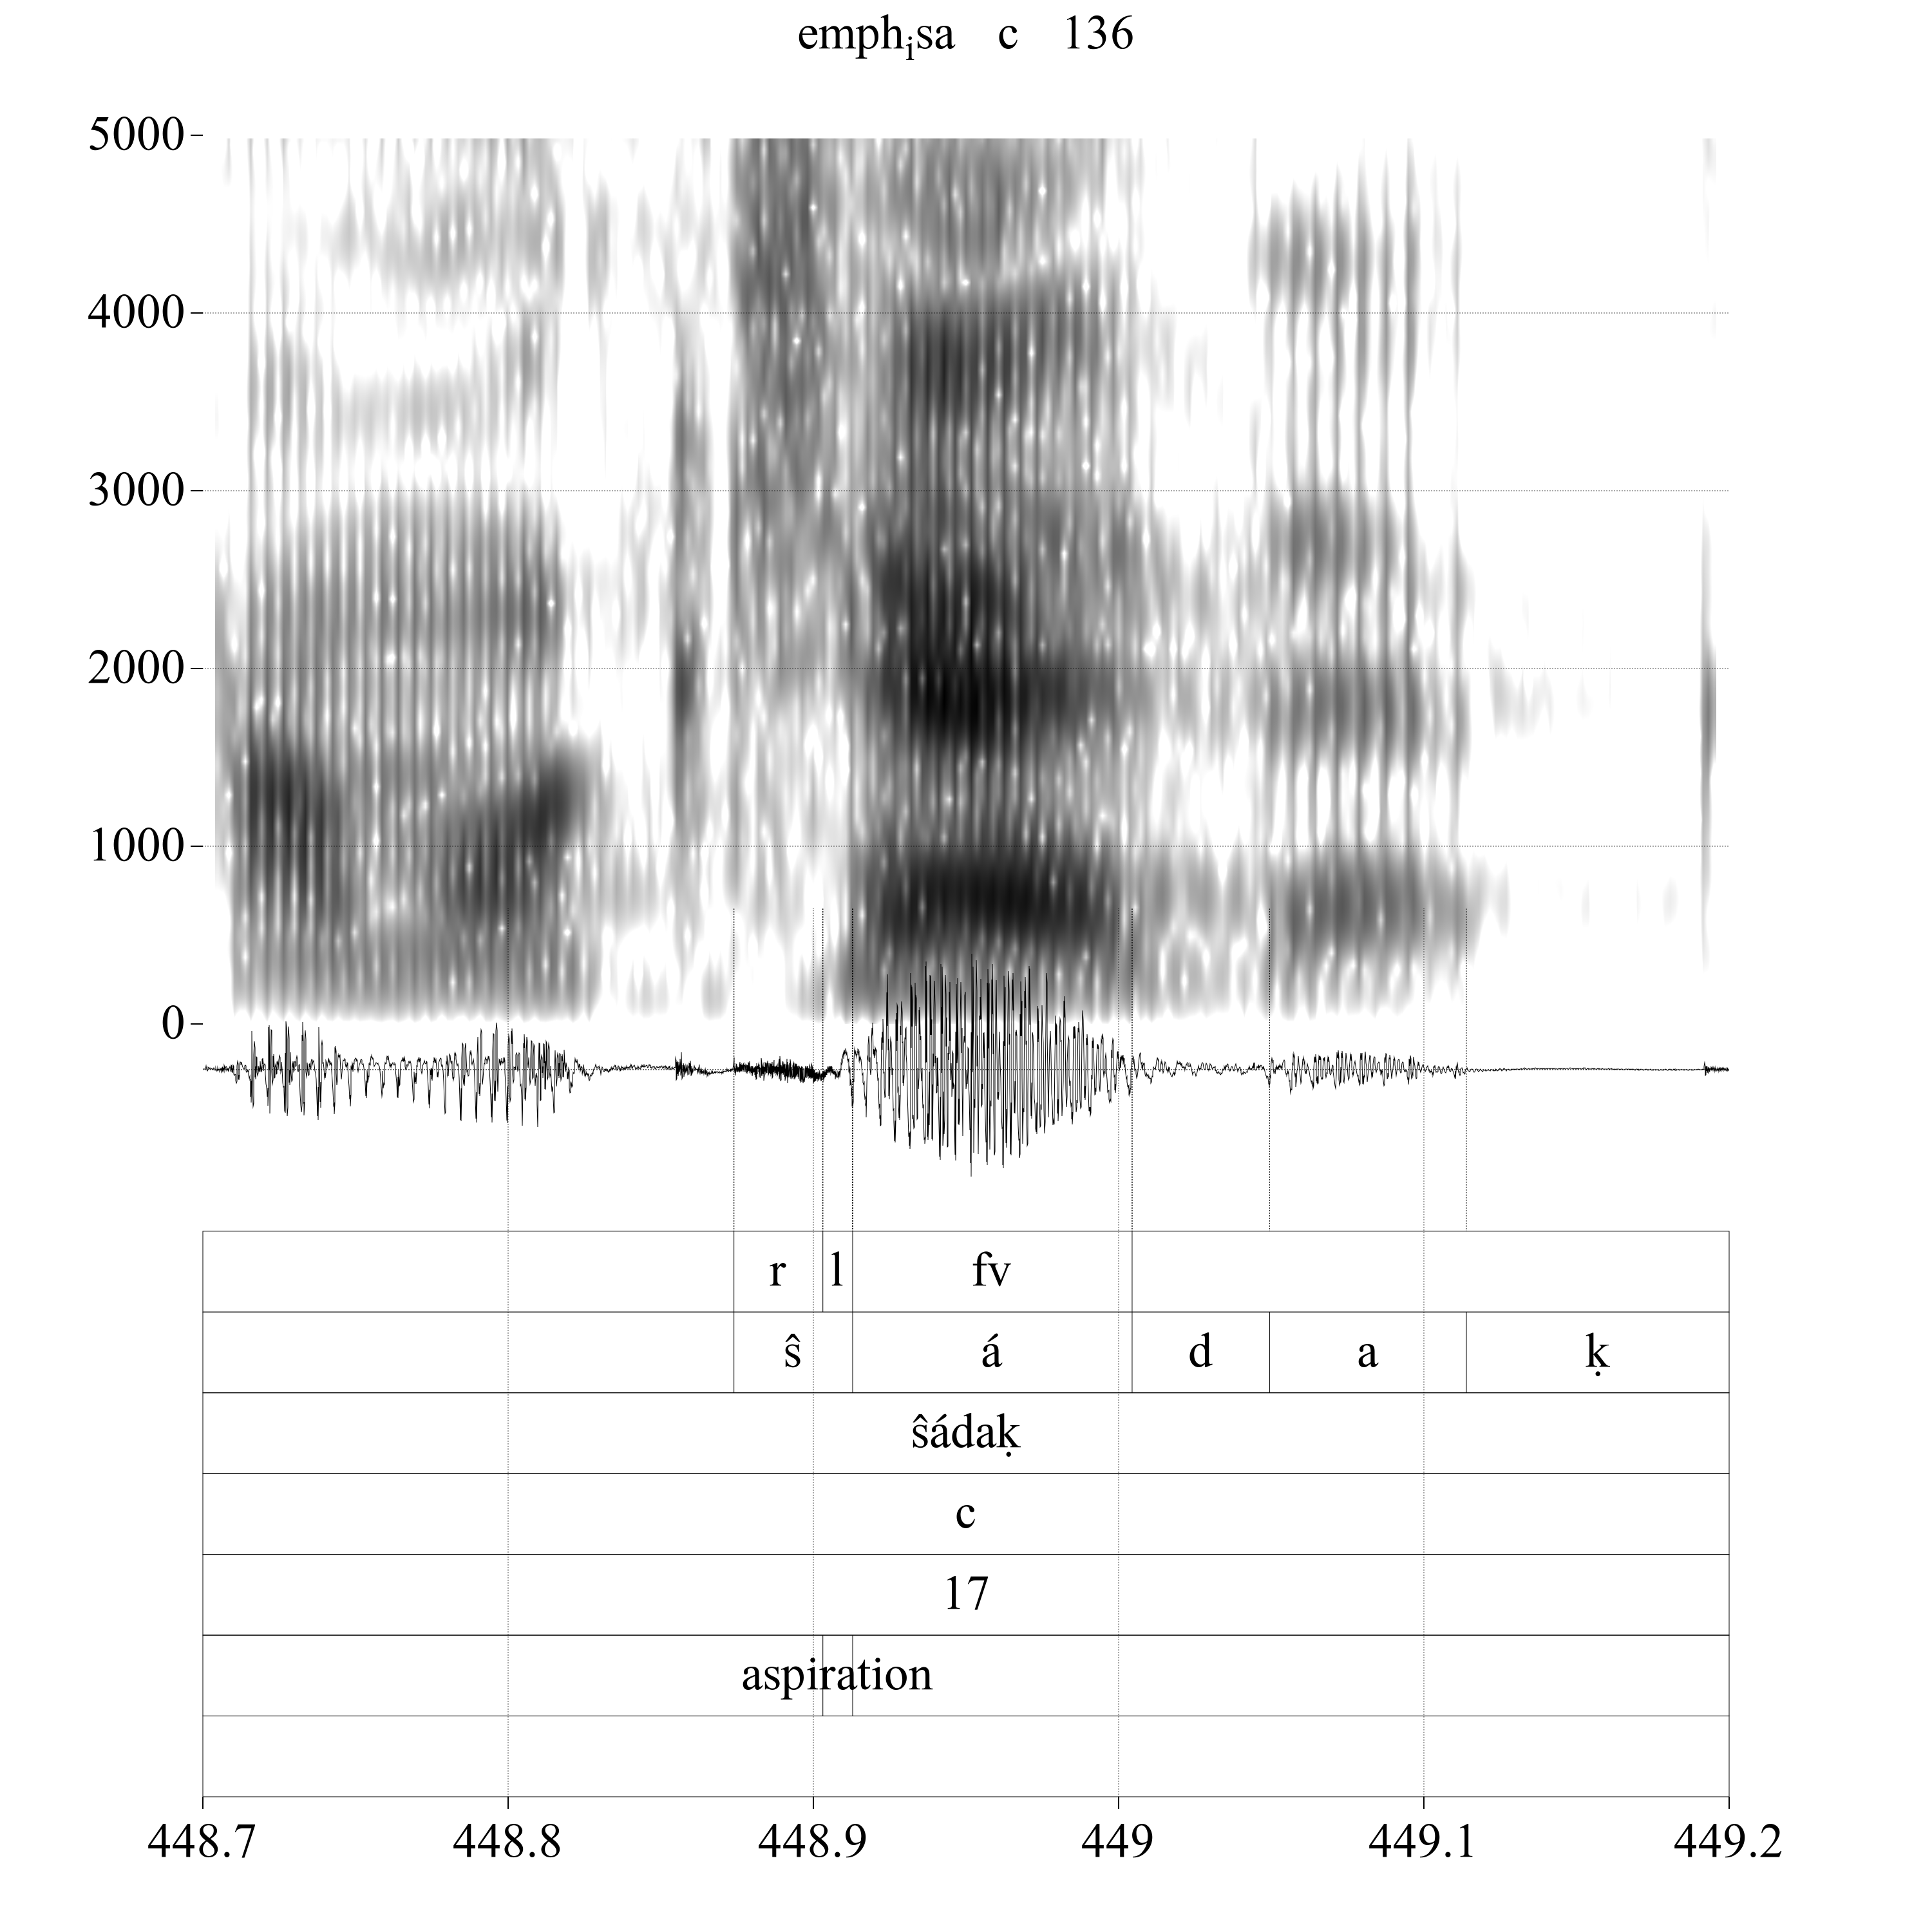 emphᵢsa c 136
5000
4000
3000
2000
1000
0
r l fv
ŝ á d a ḳ
ŝádaḳ
c
17
aspiration
448.7 448.8 448.9 449 449.1 449.2